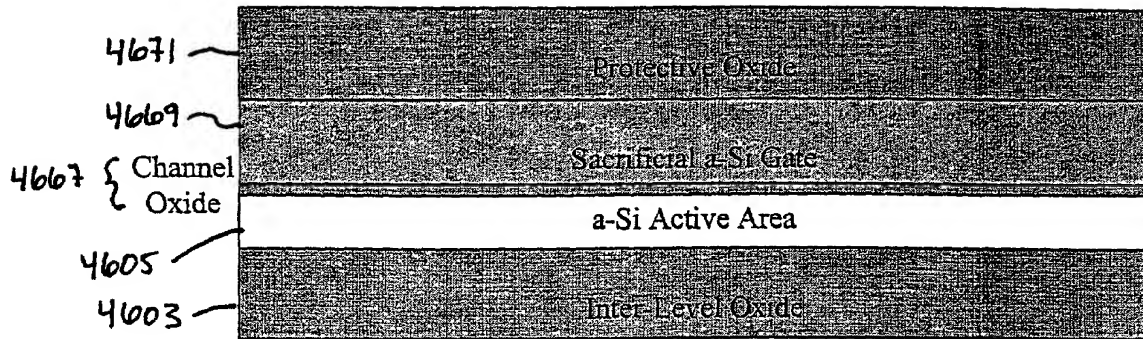 4671
Protective Oxide
4669
Sacrificial a-Si Gate
4667 { Channel
Oxide
a-Si Active Area
4605
4603
Inter Level Oxide